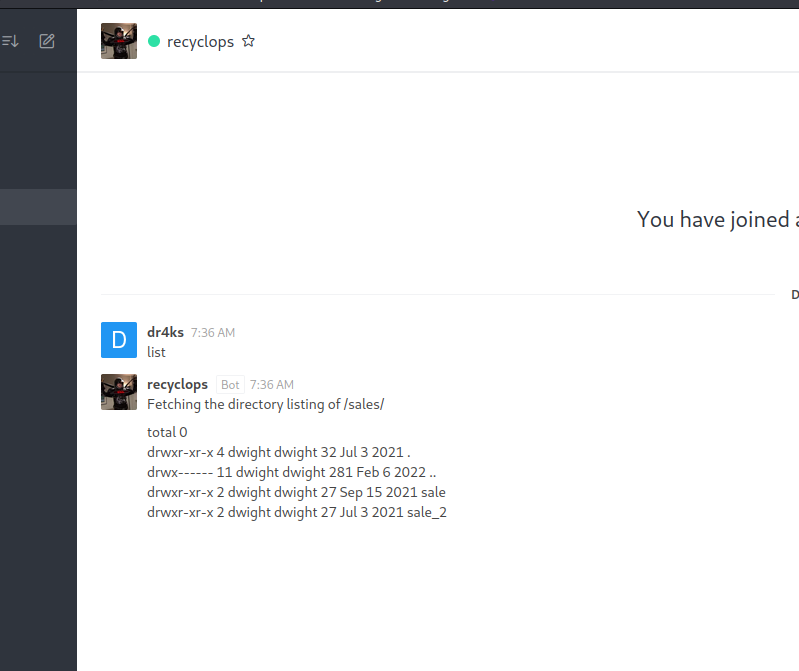 recyclops
You have joined a
D
D
dr4ks 7:36 AM
list
recyclops Bot 7:36 AM
Fetching the directory listing of /sales/
total 0
drwxr-xr-x 4 dwight dwight 32 Jul 3 2021 .
drwx------ 11 dwight dwight 281 Feb 6 2022 ..
drwxr-xr-x 2 dwight dwight 27 Sep 15 2021 sale
drwxr-xr-x 2 dwight dwight 27 Jul 3 2021 sale_2